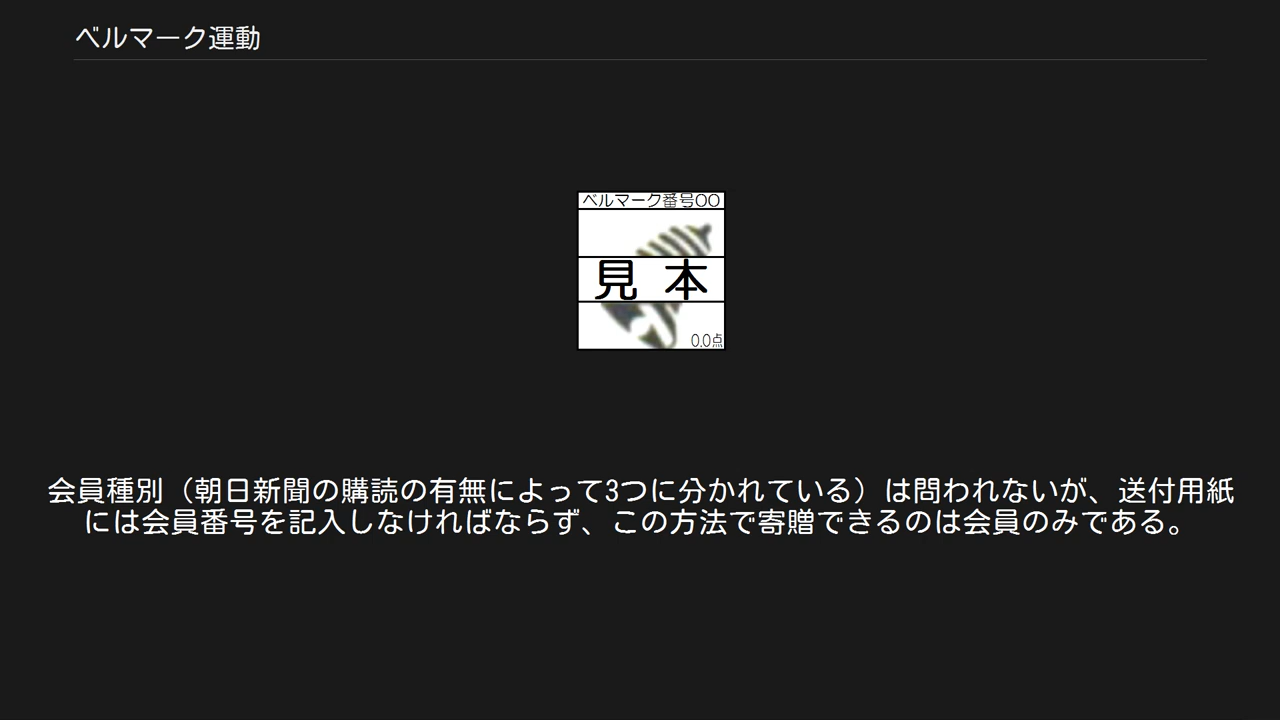 ベルマーク運動
ベルマーク番号〇〇
見 本
0.0点
会員種別（朝日新聞の購読の有無によって3つに分かれている）は問われないが、送付用紙
には会員番号を記入しなければならず、この方法で寄贈できるのは会員のみである。